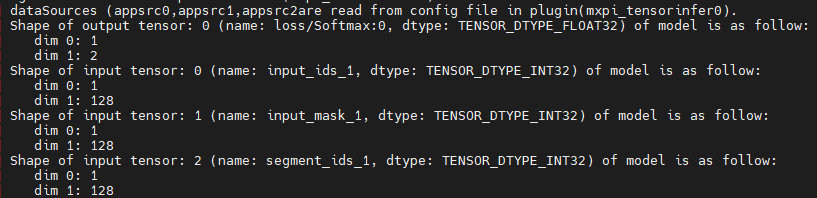 dataSources (appsrc0,appsrc1,appsrc2are read from config file in plugin(mxpi_tensorinfer0).
Shape of output tensor: 0 (name: loss/Softmax:0, dtype: TENSOR_DTYPE_FLOAT32) of model is as follow:
dim 0: 1
dim 1: 2
Shape of input tensor: 0 (name: input_ids_1, dtype: TENSOR_DTYPE_INT32) of model is as follow:
dim 0: 1
dim 1: 128
Shape of input tensor: 1 (name: input_mask_1, dtype: TENSOR_DTYPE_INT32) of model is as follow:
dim 0: 1
dim 1: 128
Shape of input tensor: 2 (name: segment_ids_1, dtype: TENSOR_DTYPE_INT32) of model is as follow:
dim 0: 1
dim 1: 128